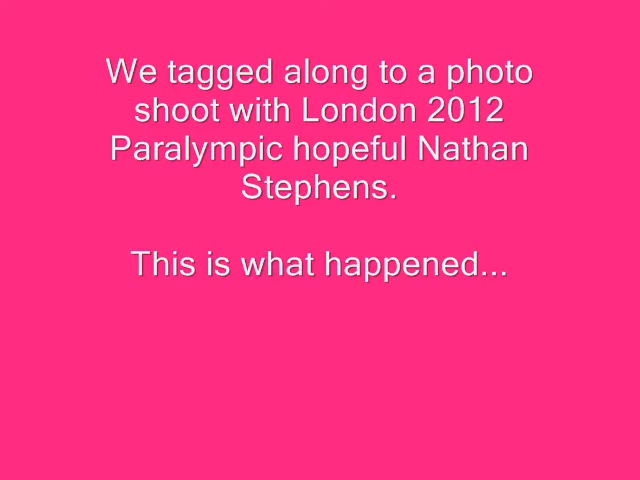 We tagged along to a photo
shoot with London 2012
Paralympic hopeful Nathan
Stephens.
This is what happened...